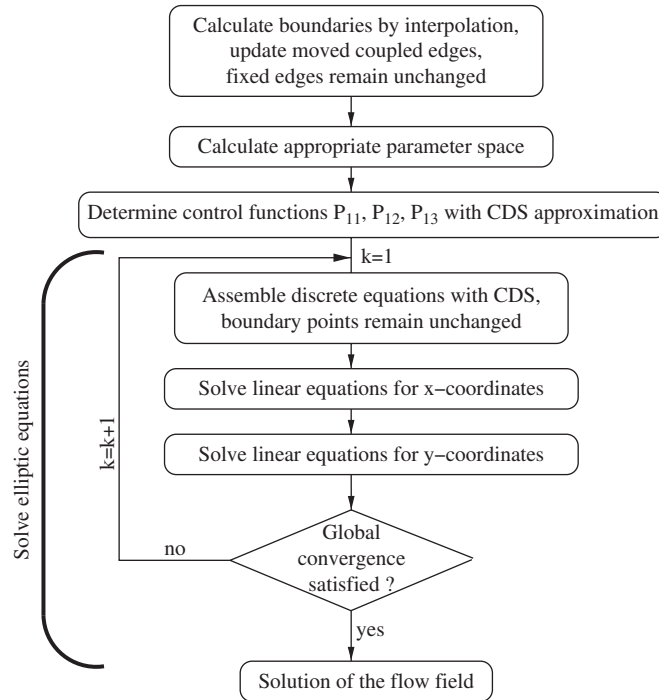 Calculate boundaries by interpolation,
update moved coupled edges,
fixed edges remain unchanged
Calculate appropriate parameter space
Determine control functions P₁₁, P₁₂, P₁₃ with CDS approximation
k=1
Assemble discrete equations with CDS,
boundary points remain unchanged
Solve linear equations for x−coordinates
Solve linear equations for y−coordinates
Global
convergence
satisfied ?
no
yes
k=k+1
Solve elliptic equations
Solution of the flow field